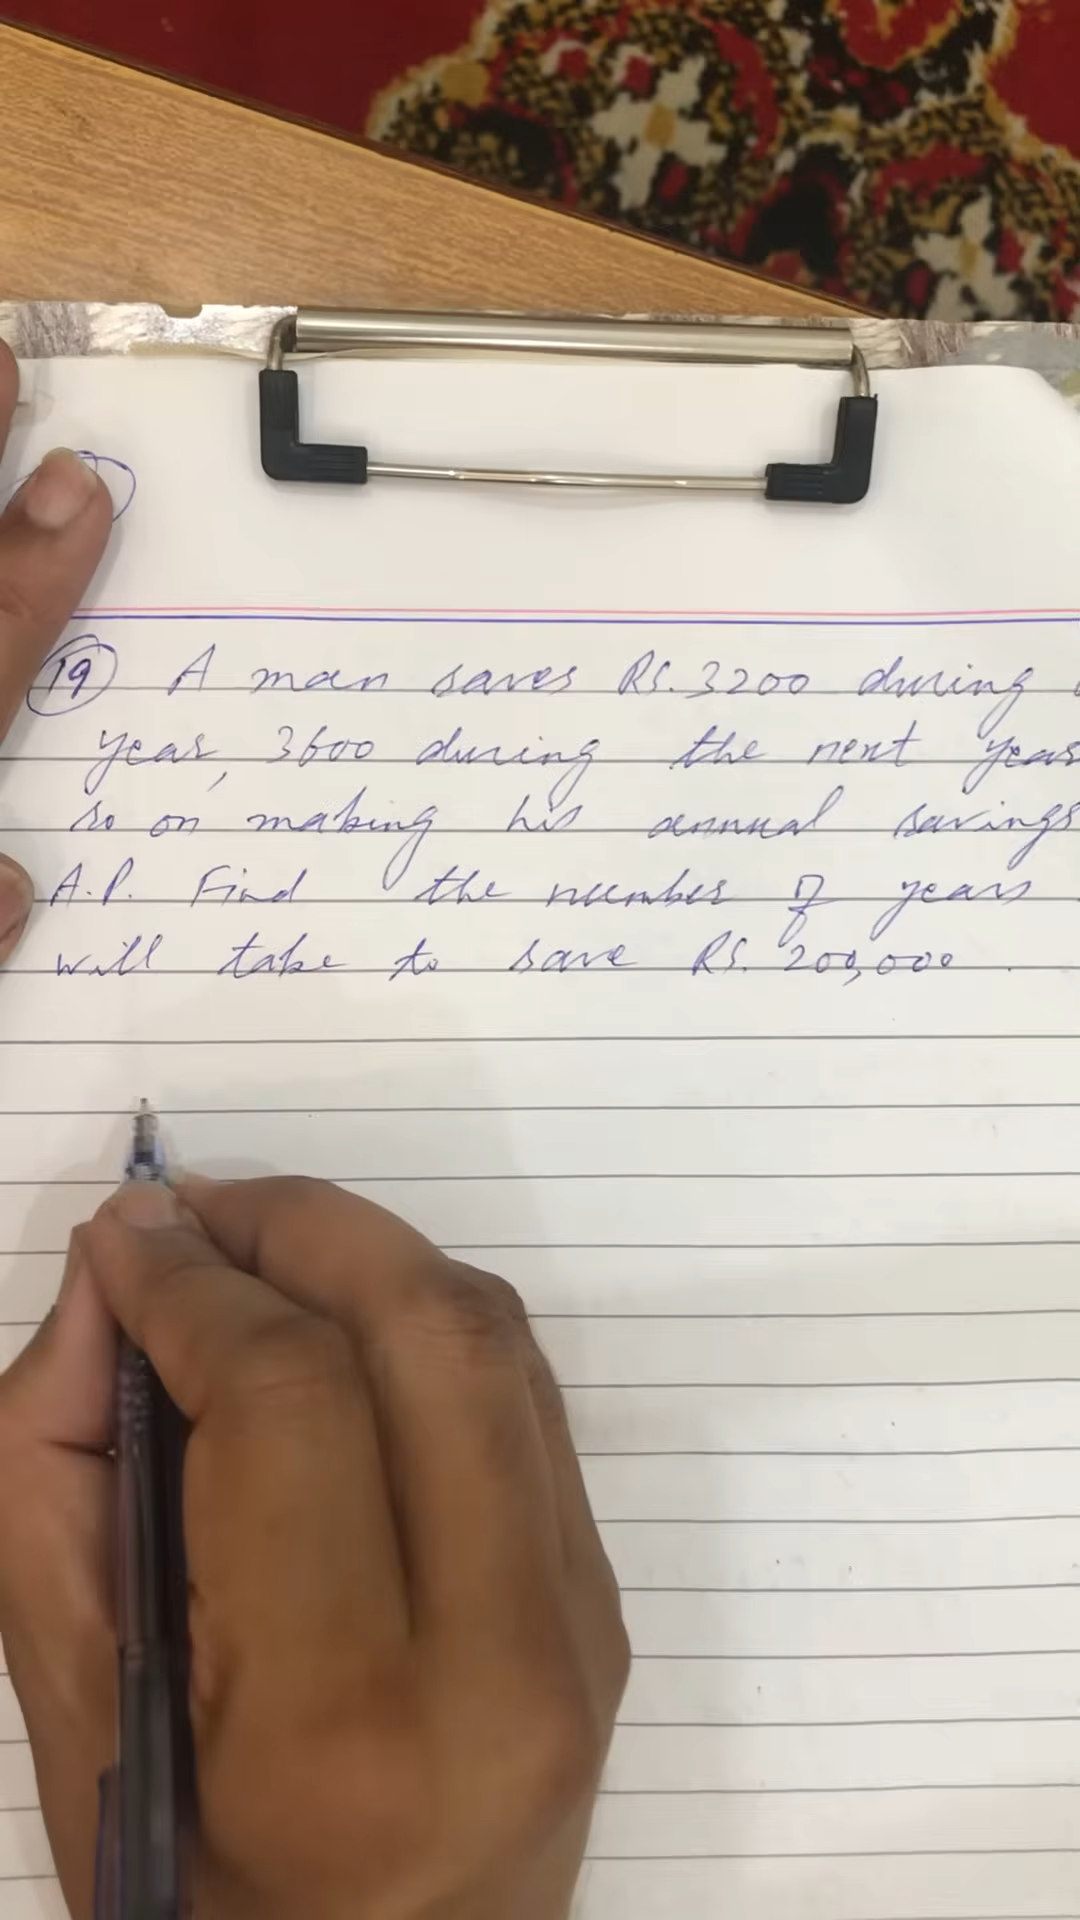 19 A man saves RS. 3200 during
year, 3600 during the next year
so on making his annual savings
A.P. Find the number of years
will take to save RS. 200,000.